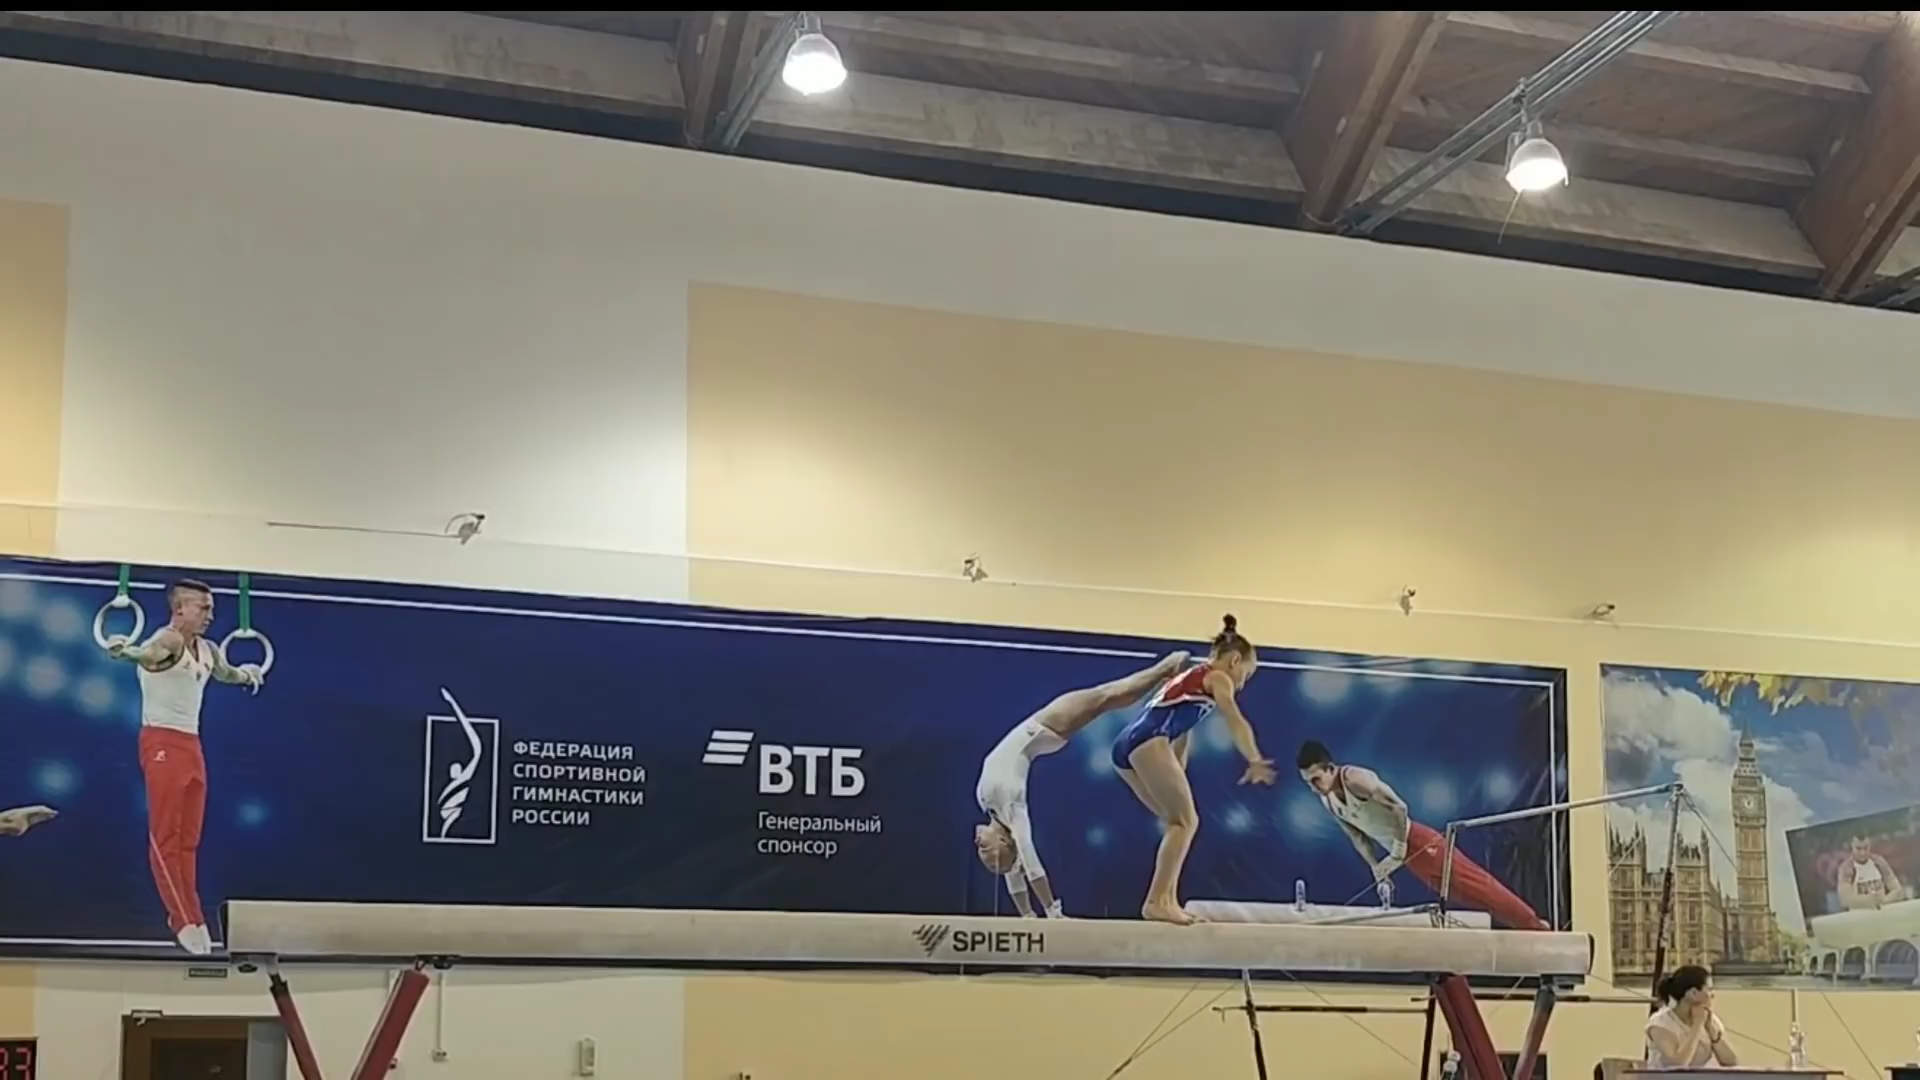 ФЕДЕРАЦИЯ
СПОРТИВНОЙ
ГИМНАСТИКИ
РОССИИ
ВТБ
Генеральный
спонсор
SPIETH